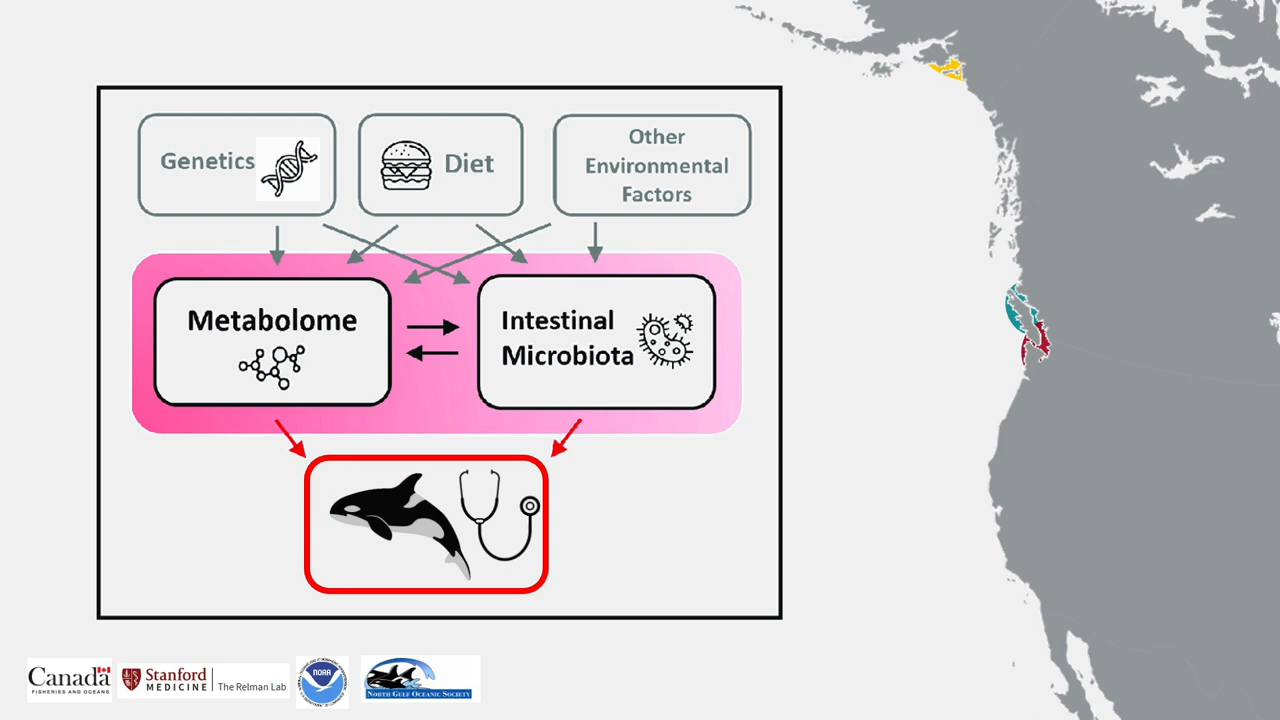 Genetics
Diet
Other
Environmental
Factors
Metabolome
Intestinal
Microbiota
Canada
FISHERIES AND OCEANS
Stanford
MEDICINE
The Relman Lab
NOAA
NORTH GULF OCEANIC SOCIETY